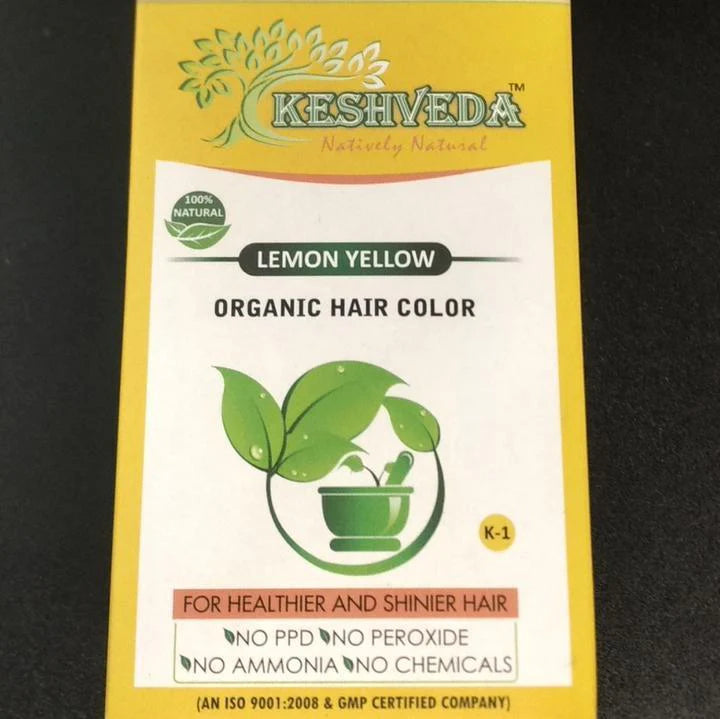 KESHVEDA™
Natively Natural
100%
NATURAL
LEMON YELLOW
ORGANIC HAIR COLOR
K-1
FOR HEALTHIER AND SHINIER HAIR
NO PPD NO PEROXIDE
NO AMMONIA NO CHEMICALS
(AN ISO 9001:2008 & GMP CERTIFIED COMPANY)